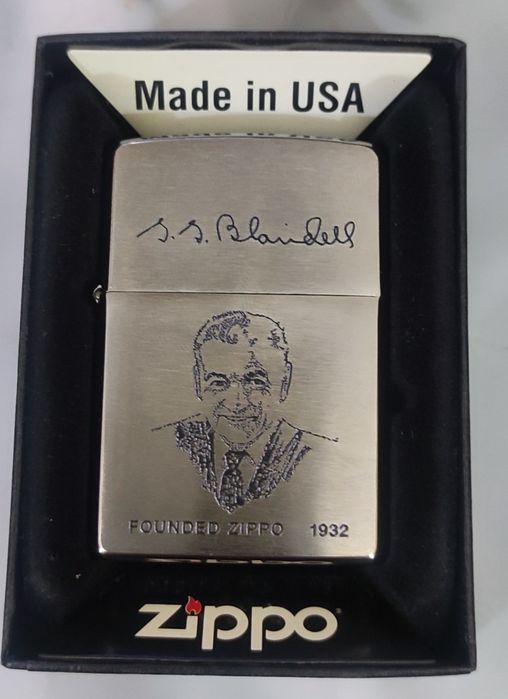 Made in USA
G. G. Blaisdell
FOUNDED ZIPPO 1932
zippo®